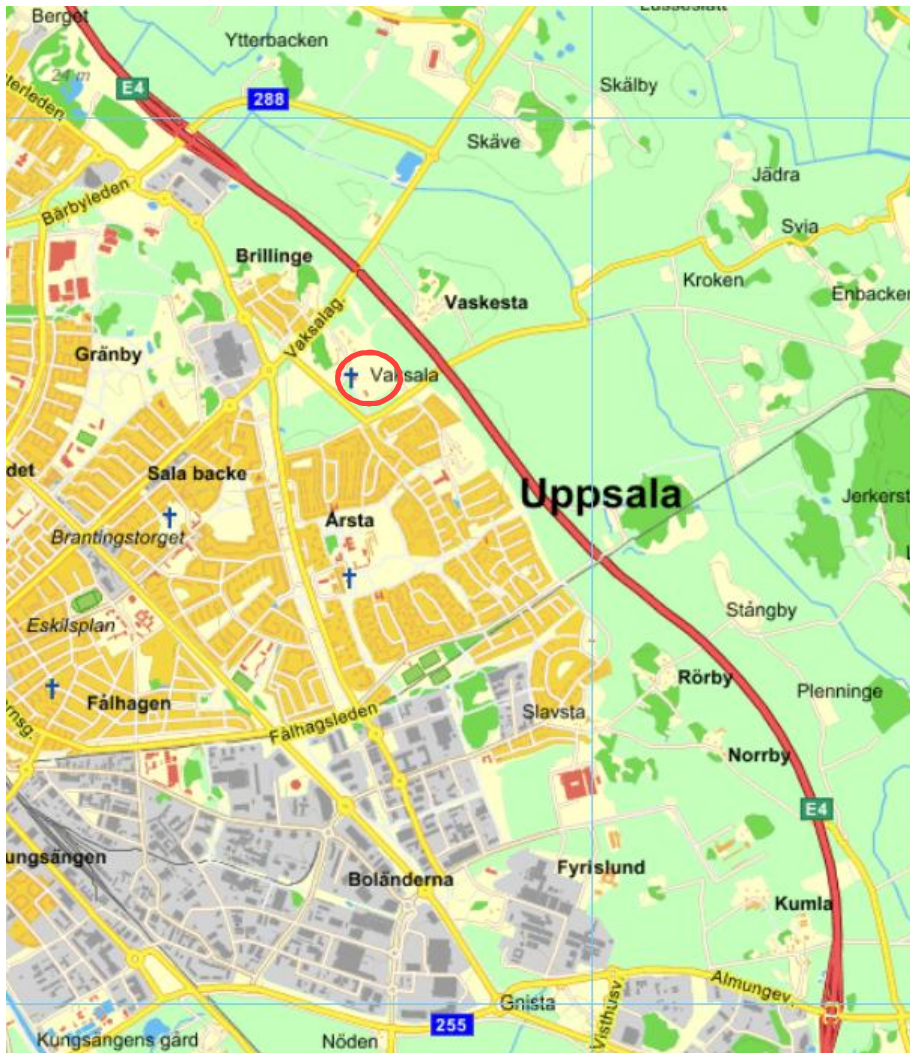 Berget
24 m
E4
288
Ytterbacken
Skälby
Skäve
Jädra
Bärbyleden
Svia
Brillinge
Kroken
Enbacken
Vaskesta
Vaksalag.
Gränby
Vaksala
det
Sala backe
Uppsala
Jerkerst
Årsta
Brantingstorget
Stångby
Eskilsplan
Rörby
Plenninge
Fålhagen
Slavsta
Fålhagsleden
Norrby
E4
ungsängen
Fyrislund
Boländerna
Kumla
Almungev.
Gnista
Visthusv
255
Kungsängens gård
Nöden